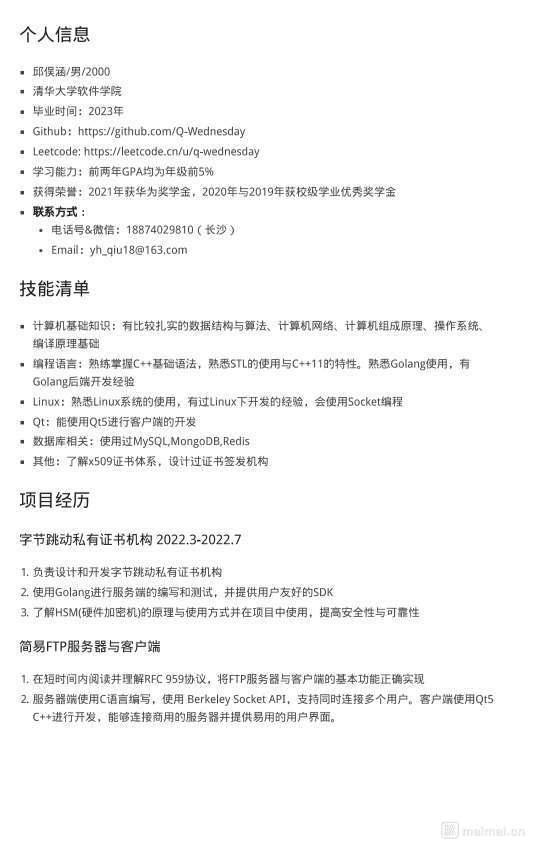 个人信息
邱俣涵/男/2000
清华大学软件学院
毕业时间：2023年
Github：https://github.com/Q-Wednesday
Leetcode: https://leetcode.cn/u/q-wednesday
学习能力：前两年GPA均为年级前5%
获得荣誉：2021年获华为奖学金，2020年与2019年获校级学业优秀奖学金
联系方式：
电话号&微信：18874029810（长沙）
Email：yh_qiu18@163.com
技能清单
计算机基础知识：有比较扎实的数据结构与算法、计算机网络、计算机组成原理、操作系统、
编译原理基础
编程语言：熟练掌握C++基础语法，熟悉STL的使用与C++11的特性。熟悉Golang使用，有
Golang后端开发经验
Linux：熟悉Linux系统的使用，有过Linux下开发的经验，会使用Socket编程
Qt：能使用Qt5进行客户端的开发
数据库相关：使用过MySQL,MongoDB,Redis
其他：了解x509证书体系，设计过证书签发机构
项目经历
字节跳动私有证书机构 2022.3-2022.7
1. 负责设计和开发字节跳动私有证书机构
2. 使用Golang进行服务端的编写和测试，并提供用户友好的SDK
3. 了解HSM(硬件加密机)的原理与使用方式并在项目中使用，提高安全性与可靠性
简易FTP服务器与客户端
1. 在短时间内阅读并理解RFC 959协议，将FTP服务器与客户端的基本功能正确实现
2. 服务器端使用C语言编写，使用 Berkeley Socket API，支持同时连接多个用户。客户端使用Qt5
C++进行开发，能够连接商用的服务器并提供易用的用户界面。
maimai.cn